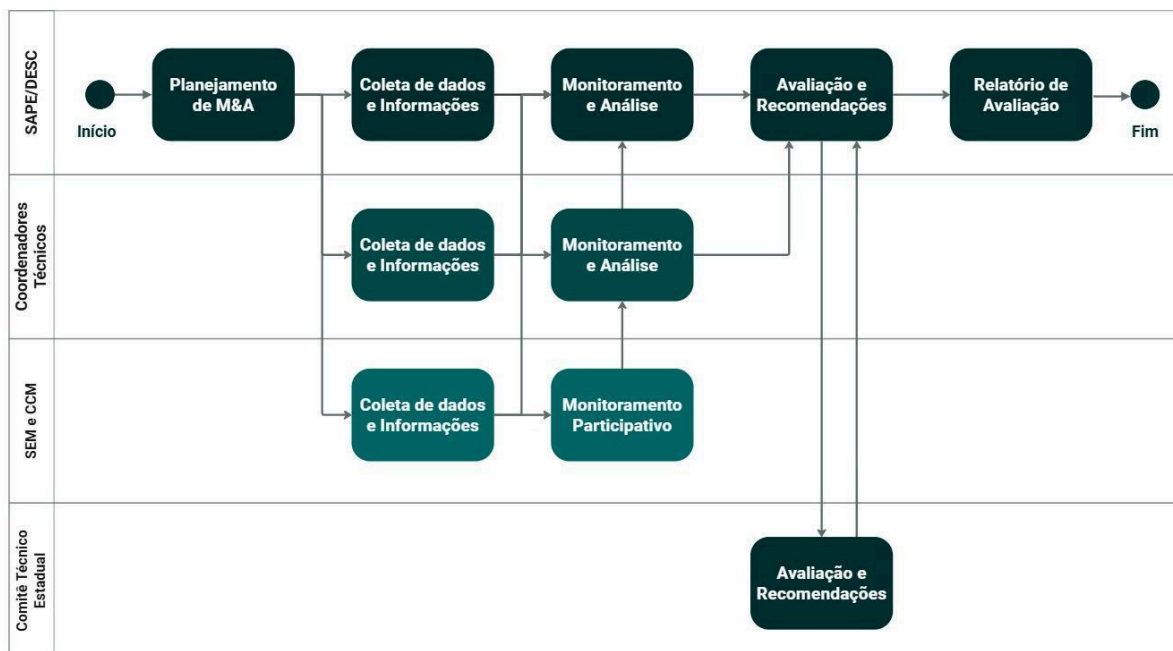 SAPE/DESC
Início
Planejamento
de M&A
Coleta de dados
e Informações
Monitoramento
e Análise
Avaliação e
Recomendações
Relatório de
Avaliação
Fim
Coordenadores
Técnicos
Coleta de dados
e Informações
Monitoramento
e Análise
SEM e CCM
Coleta de dados
e Informações
Monitoramento
Participativo
Comitê Técnico
Estadual
Avaliação e
Recomendações